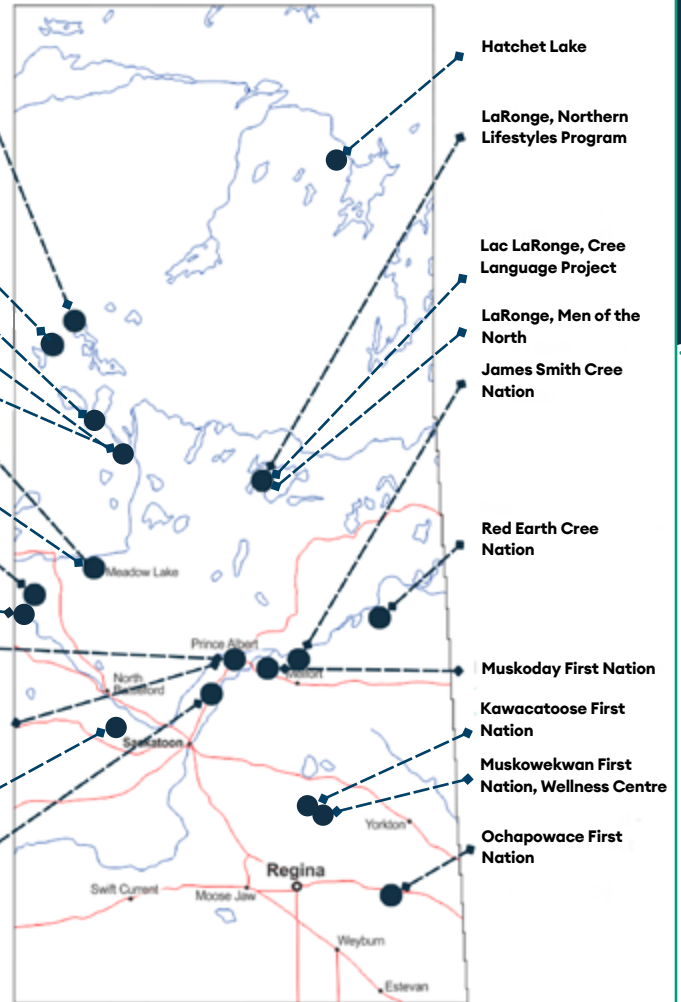 Hatchet Lake
LaRonge, Northern
Lifestyles Program
Lac LaRonge, Cree
Language Project
LaRonge, Men of the
North
James Smith Cree
Nation
Red Earth Cree
Nation
Muskoday First Nation
Kawacatoose First
Nation
Muskowekwan First
Nation, Wellness Centre
Ochapowace First
Nation
Meadow Lake
Prince Albert
Melfort
North
Battleford
Saskatoon
Yorkton
Regina
Swift Current
Moose Jaw
Weyburn
Estevan